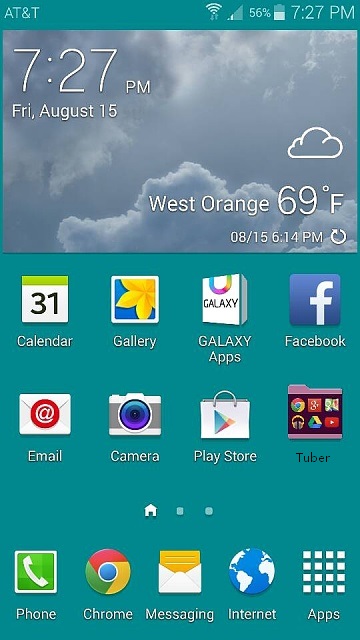 AT&T 56% 7:27 PM
7:27 PM
Fri, August 15
West Orange 69°F
08/15 6:14 PM
31
GALAXY
Calendar Gallery GALAXY Apps Facebook
Email Camera Play Store Tuber
Phone Chrome Messaging Internet Apps